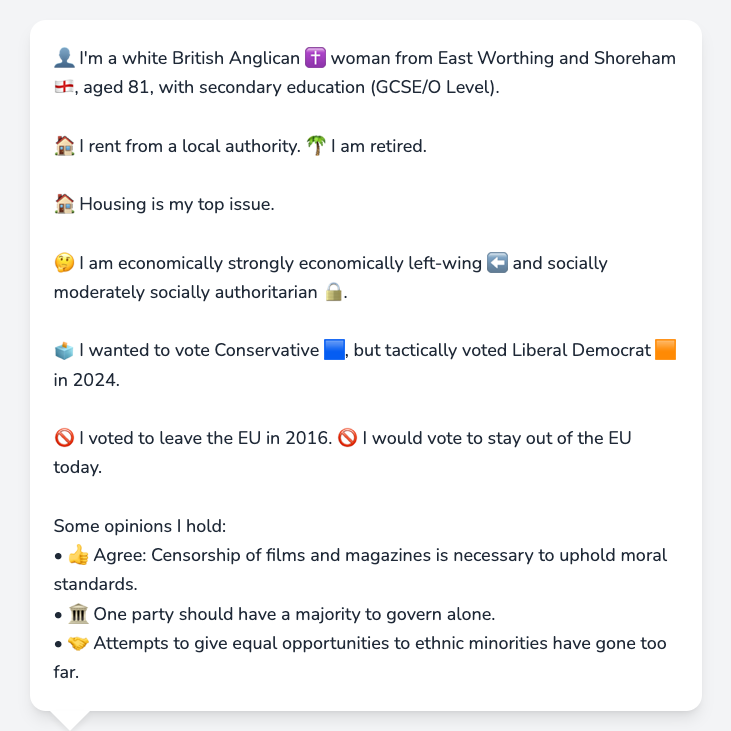 👤 I'm a white British Anglican ✝️ woman from East Worthing and Shoreham
🏴󠁧󠁢󠁥󠁮󠁧󠁿, aged 81, with secondary education (GCSE/O Level).
🏠 I rent from a local authority. 🌴 I am retired.
🏠 Housing is my top issue.
🤔 I am economically strongly economically left-wing ⬅️ and socially
moderately socially authoritarian 🔒.
🗳️ I wanted to vote Conservative 🟦, but tactically voted Liberal Democrat 🟧
in 2024.
🚫 I voted to leave the EU in 2016. 🚫 I would vote to stay out of the EU
today.
Some opinions I hold:
• 👍 Agree: Censorship of films and magazines is necessary to uphold moral
standards.
• 🏛️ One party should have a majority to govern alone.
• 🤝 Attempts to give equal opportunities to ethnic minorities have gone too
far.